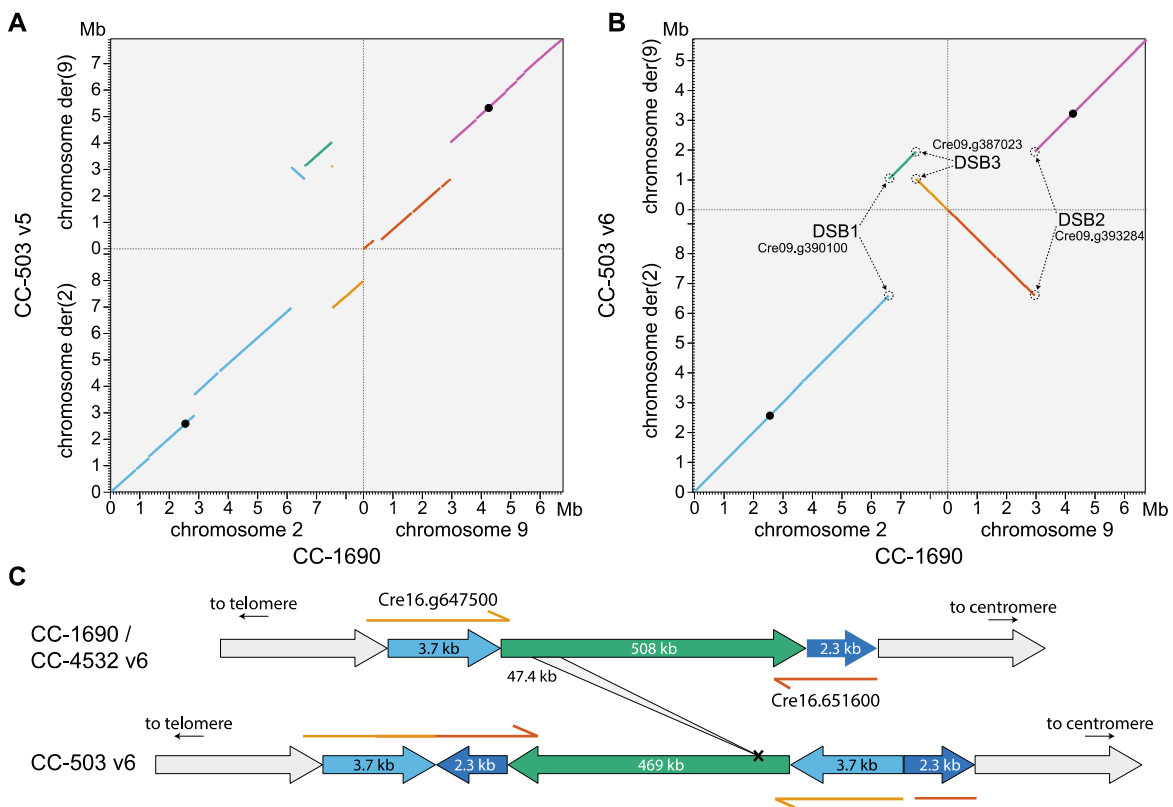 A
Mb
7
6
5
4
3
2
1
0
8
7
6
5
4
3
2
1
0
chromosome der(9)
chromosome der(2)
CC-503 v5
0 1 2 3 4 5 6 7 0 1 2 3 4 5 6 Mb
chromosome 2 chromosome 9
CC-1690
B
Mb
5
4
3
2
1
0
8
7
6
5
4
3
2
1
0
chromosome der(9)
chromosome der(2)
CC-503 v6
Cre09.g387023
DSB3
DSB1
Cre09.g390100
DSB2
Cre09.g393284
0 1 2 3 4 5 6 7 0 1 2 3 4 5 6 Mb
chromosome 2 chromosome 9
CC-1690
C
to telomere
Cre16.g647500
to centromere
CC-1690 /
CC-4532 v6
3.7 kb
508 kb
2.3 kb
47.4 kb
Cre16.651600
to telomere
to centromere
CC-503 v6
3.7 kb
2.3 kb
469 kb
3.7 kb
2.3 kb